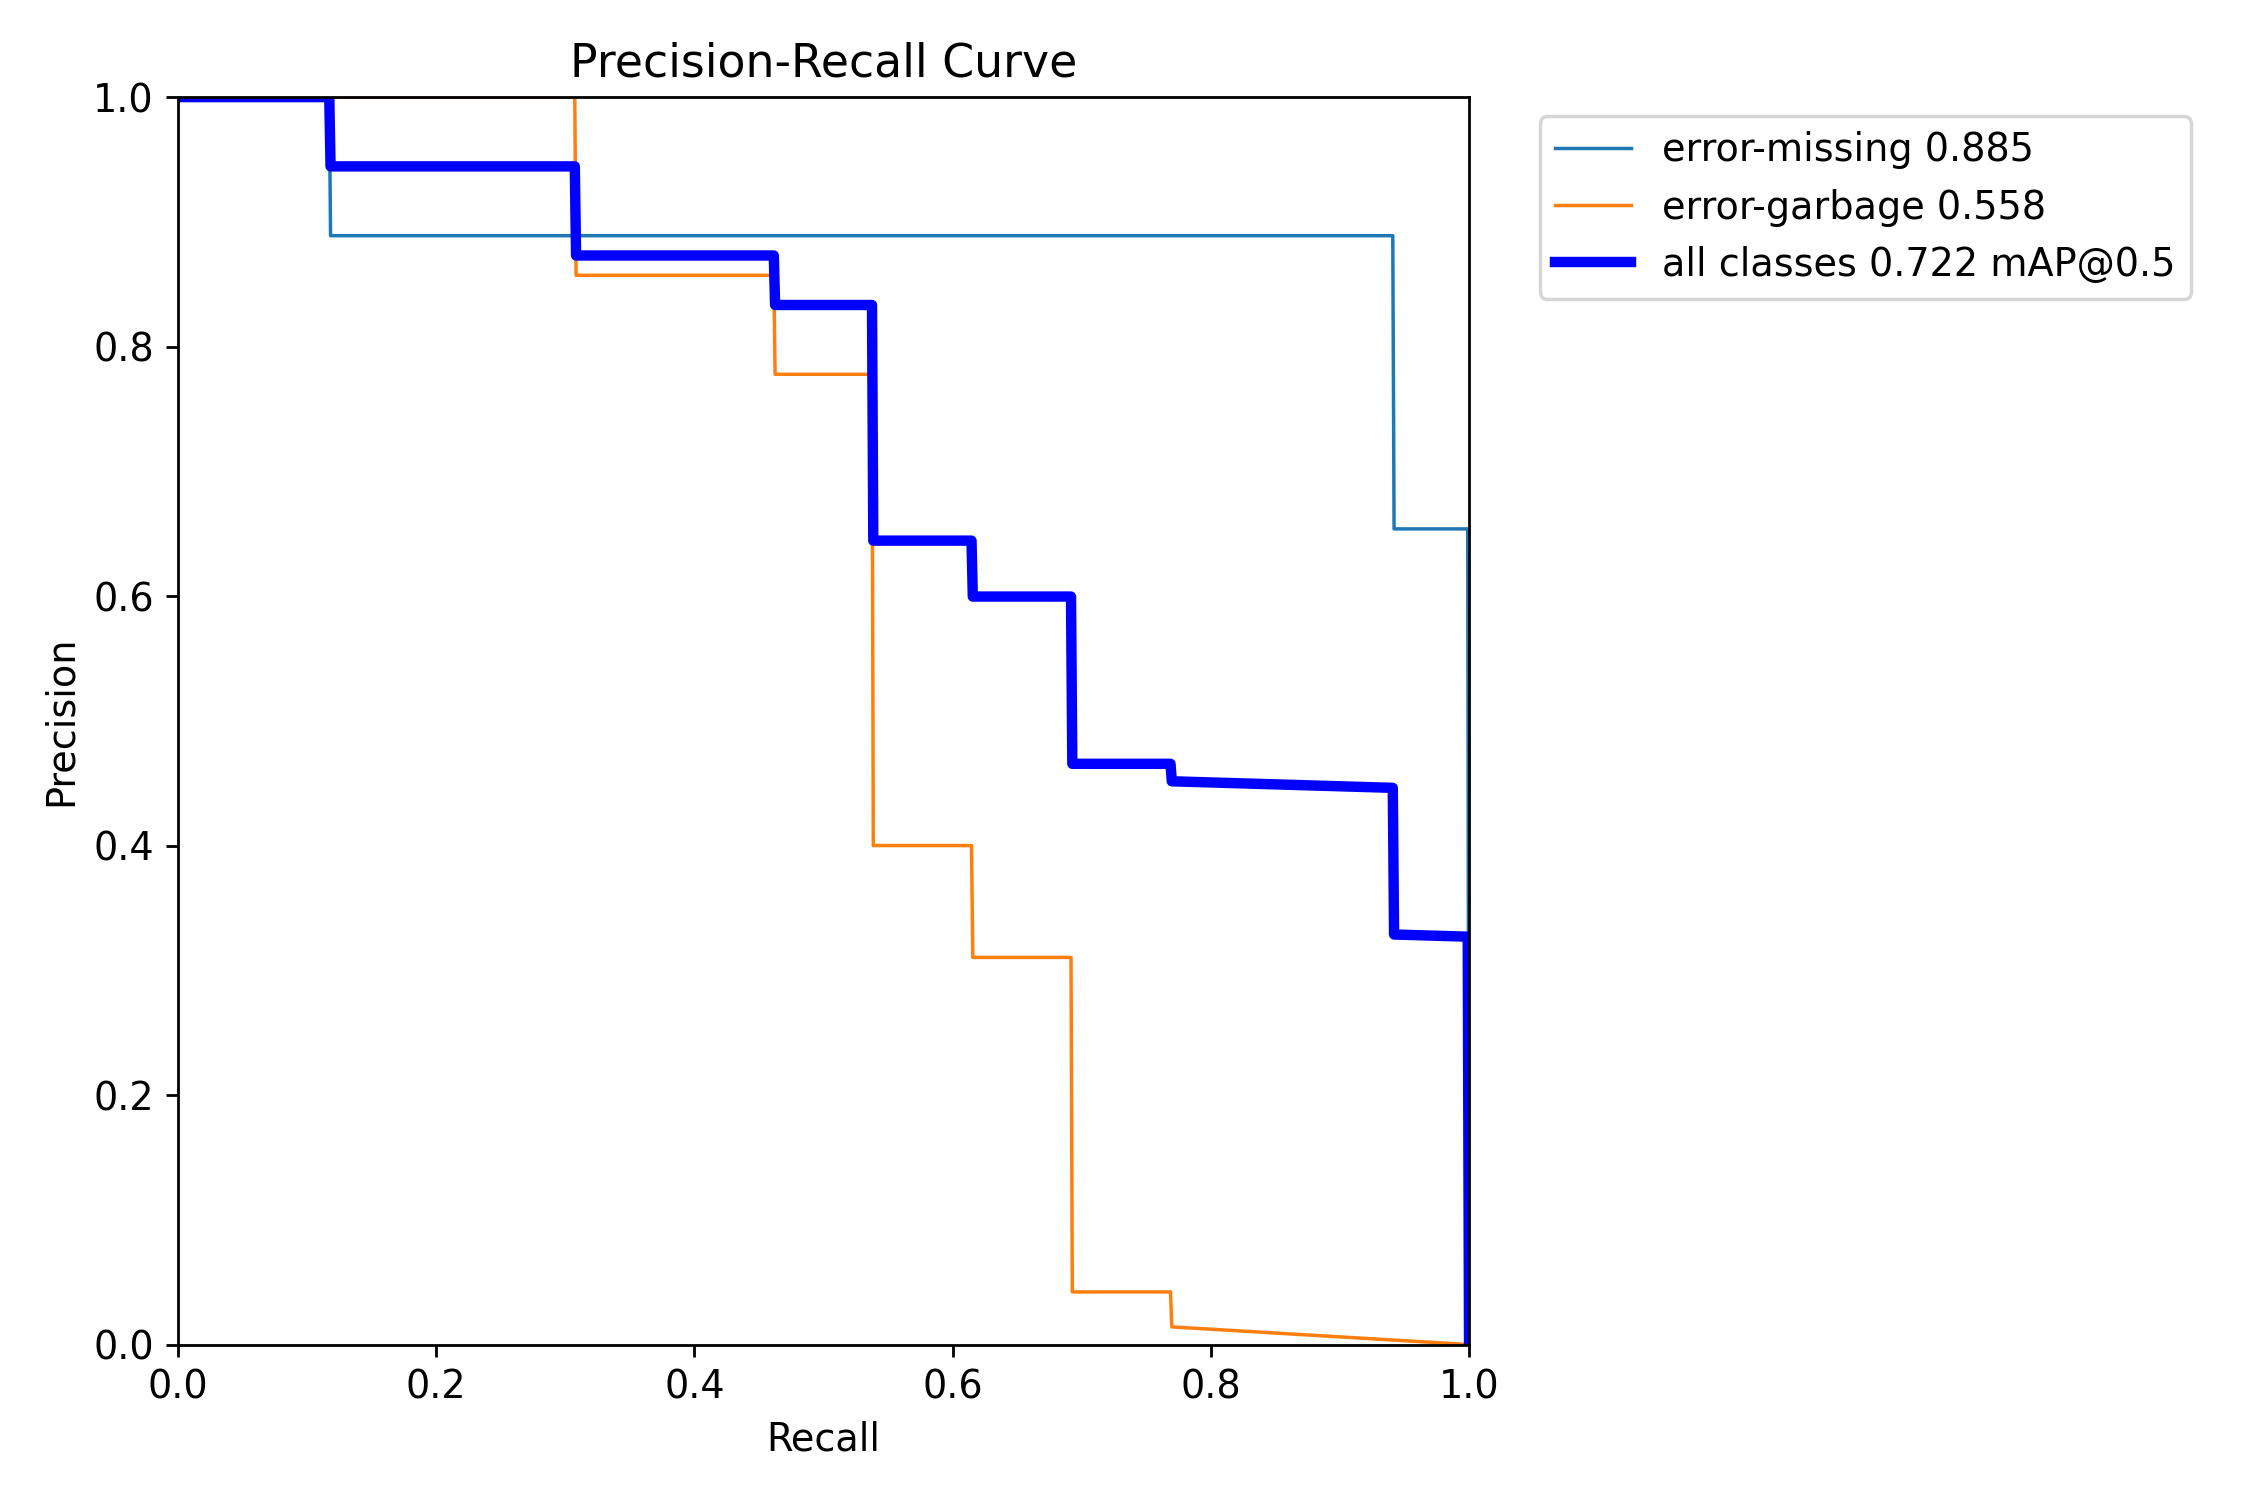 Precision-Recall Curve
1.0
0.8
0.6
0.4
0.2
0.0
Precision
0.0 0.2 0.4 0.6 0.8 1.0
Recall
error-missing 0.885
error-garbage 0.558
all classes 0.722 mAP@0.5